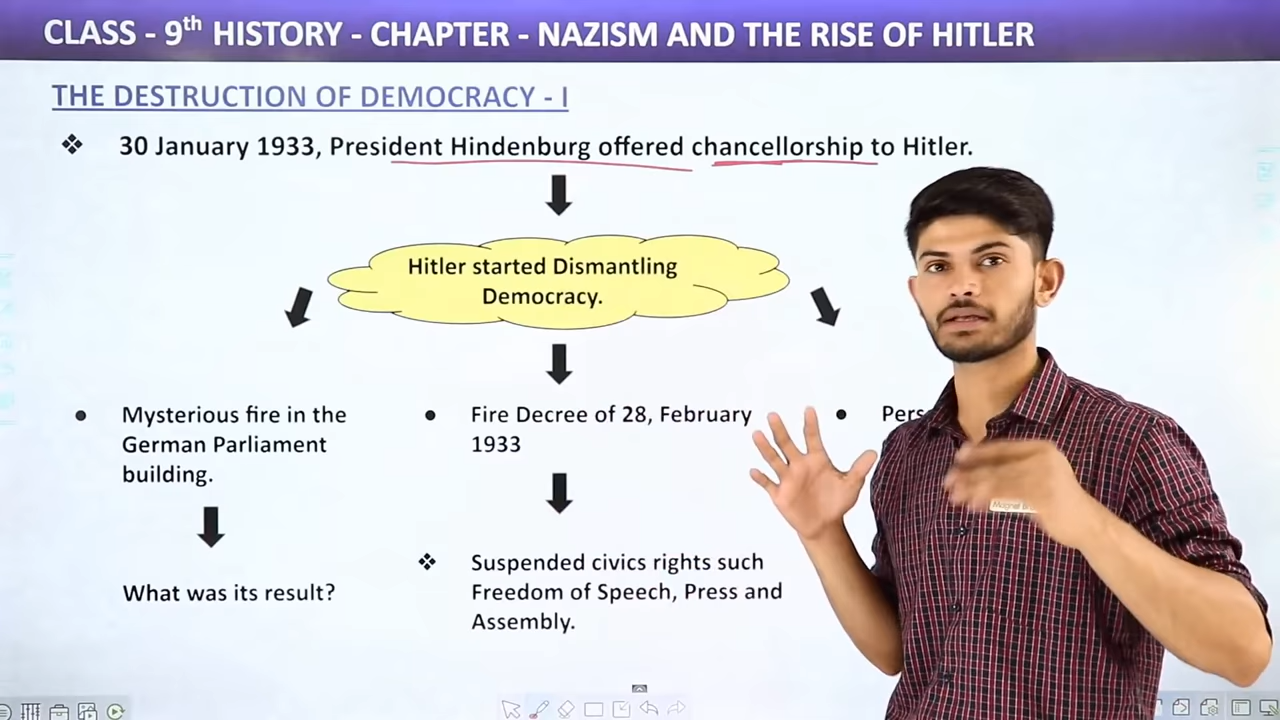 CLASS - 9th HISTORY - CHAPTER - NAZISM AND THE RISE OF HITLER
THE DESTRUCTION OF DEMOCRACY - I
❖ 30 January 1933, President Hindenburg offered chancellorship to Hitler.
Hitler started Dismantling
Democracy.
• Mysterious fire in the
German Parliament
building.
• Fire Decree of 28, February
1933
•
What was its result?
❖ Suspended civics rights such
Freedom of Speech, Press and
Assembly.